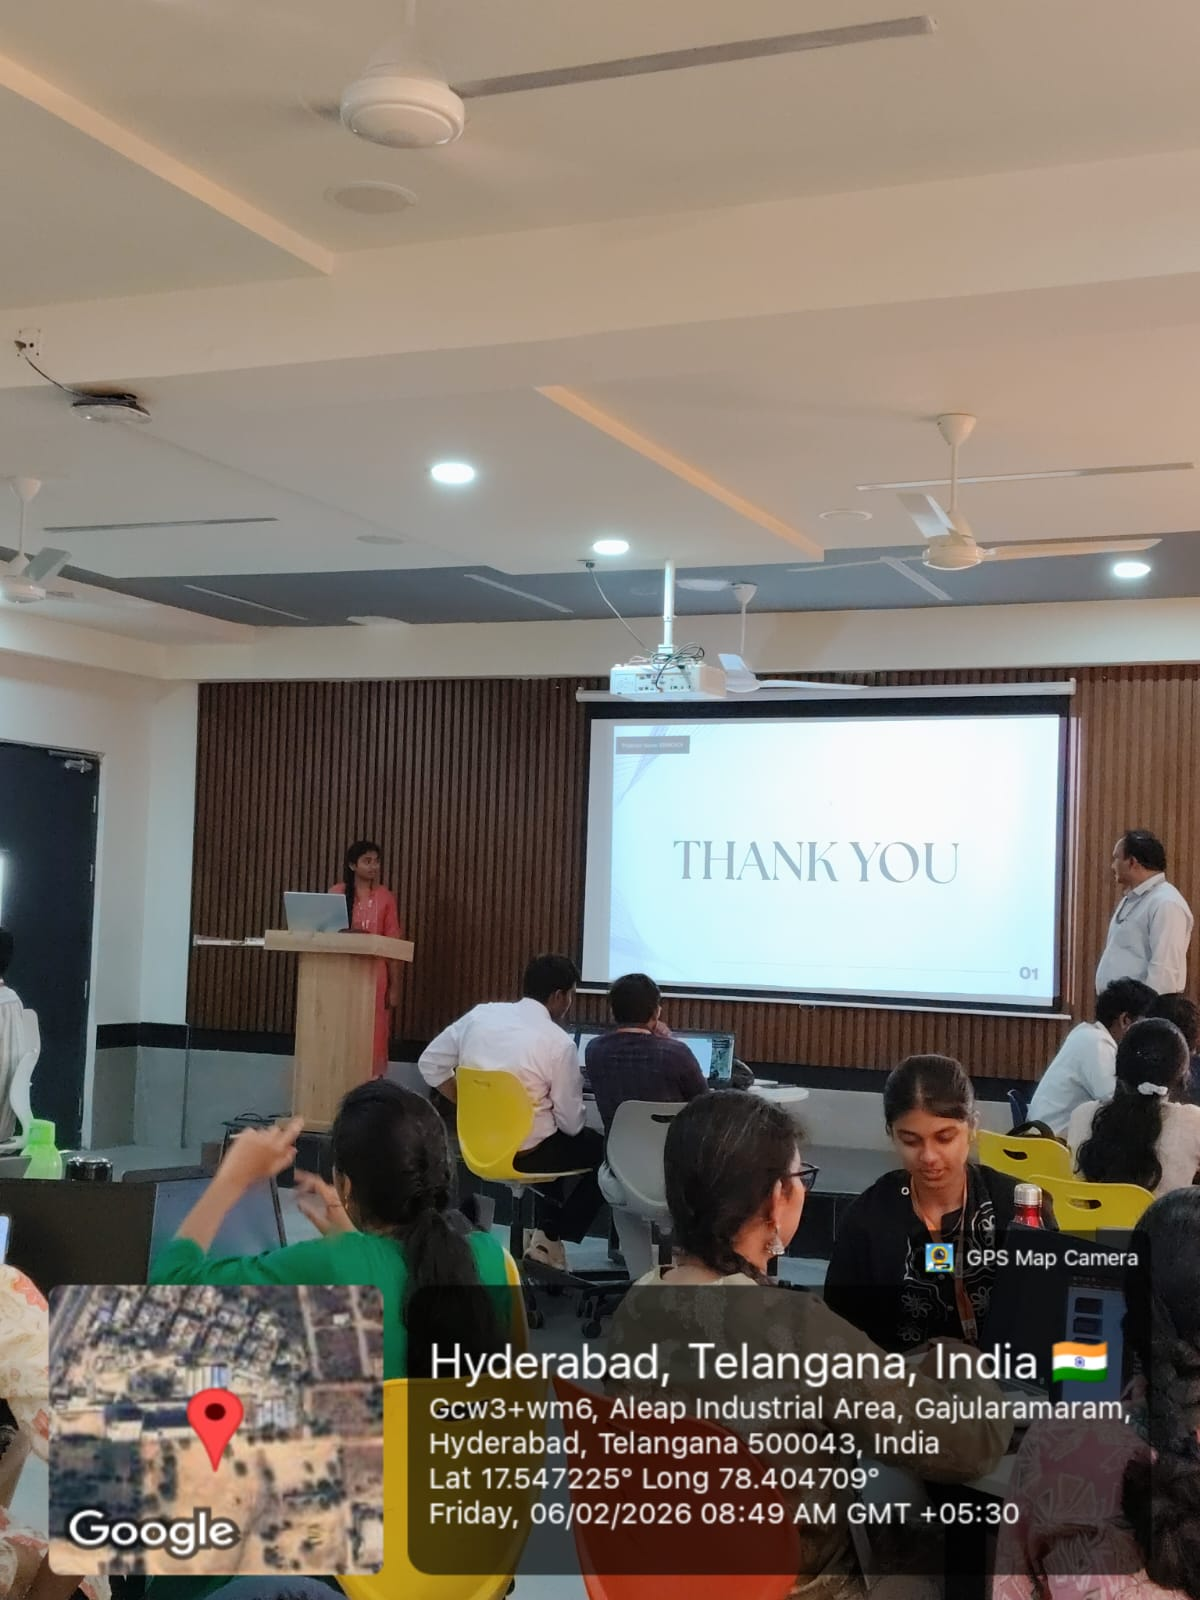 THANK YOU
01
GPS Map Camera
Hyderabad, Telangana, India
Gcw3+wm6, Aleap Industrial Area, Gajularamaram,
Hyderabad, Telangana 500043, India
Lat 17.547225° Long 78.404709°
Friday, 06/02/2026 08:49 AM GMT +05:30
Google